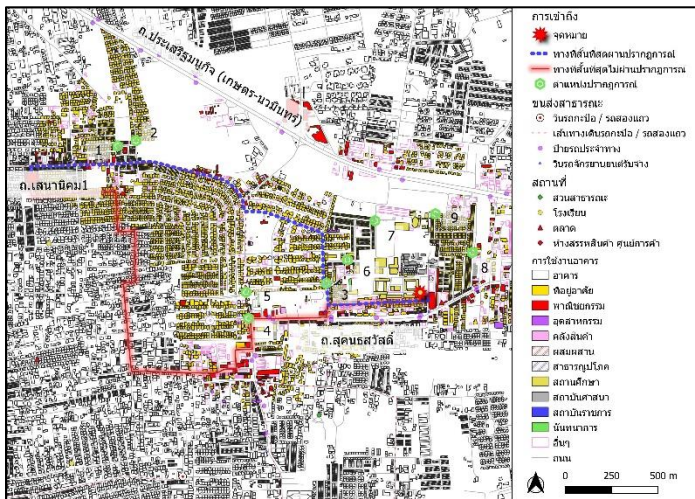 ถ.ประเสริฐมนูกิจ (เกษตร-นวมินทร์)
1
2
ถ.เสนานิคม1
9
7
8
6
3
5
4
ถ.สุคนธสวัสดิ์
การเข้าถึง
จุดหมาย
ทางที่สั้นที่สุดผ่านปรากฏการณ์
ทางที่สั้นที่สุดไม่ผ่านปรากฏการณ์
ตำแหน่งปรากฏการณ์
ขนส่งสาธารณะ
วินรถกะป๊อ / รถสองแถว
เส้นทางเดินรถกะป๊อ / รถสองแถว
ป้ายรถประจำทาง
วินรถจักรยานยนต์รับจ้าง
สถานที่
สวนสาธารณะ
โรงเรียน
ตลาด
ห้างสรรพสินค้า ศูนย์การค้า
การใช้งานอาคาร
อาคาร
ที่อยู่อาศัย
พาณิชยกรรม
อุตสาหกรรม
คลังสินค้า
ผสมผสาน
สาธารณูปโภค
สถานศึกษา
สถาบันศาสนา
สถาบันราชการ
นันทนาการ
อื่นๆ
ถนน
0 250 500 m